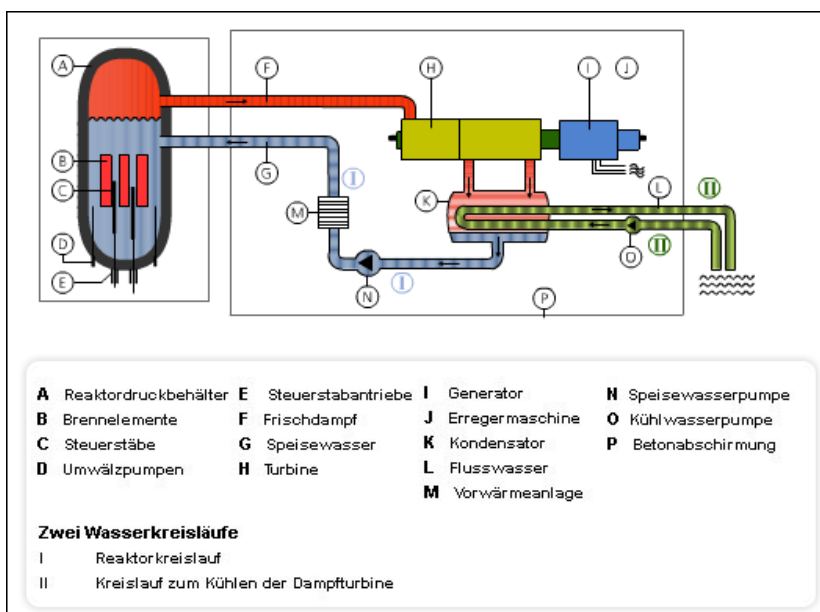 A
F
H
I
J
B
G
I
L
II
C
M
K
D
I
II
O
E
N
P
A Reaktordruckbehälter
B Brennelemente
C Steuerstäbe
D Umwälzpumpen
E Steuerstabantriebe
F Frischdampf
G Speisewasser
H Turbine
I Generator
J Erregermaschine
K Kondensator
L Flusswasser
M Vorwärmeanlage
N Speisewasserpumpe
O Kühlwasserpumpe
P Betonabschirmung
Zwei Wasserkreisläufe
I Reaktorkreislauf
II Kreislauf zum Kühlen der Dampfturbine